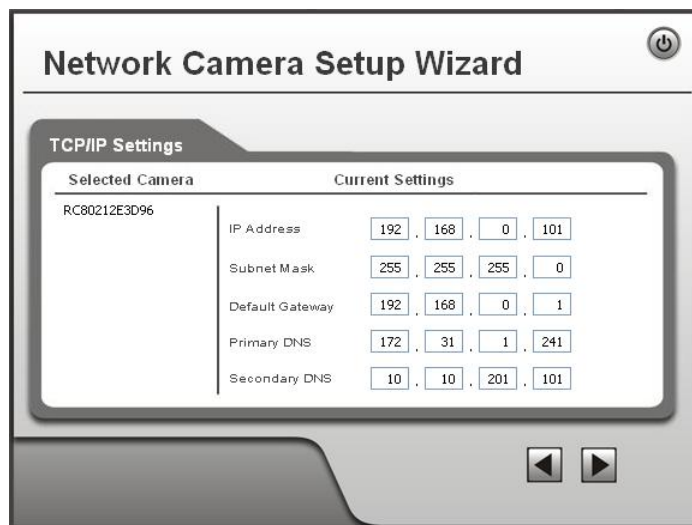 Network Camera Setup Wizard
TCP/IP Settings
Selected Camera Current Settings
RC80212E3D96
IP Address 192 . 168 . 0 . 101
Subnet Mask 255 . 255 . 255 . 0
Default Gateway 192 . 168 . 0 . 1
Primary DNS 172 . 31 . 1 . 241
Secondary DNS 10 . 10 . 201 . 101